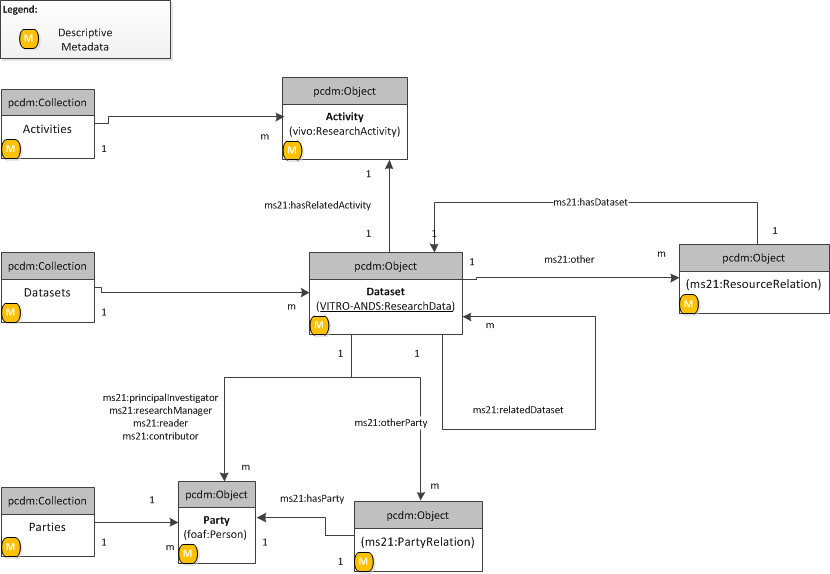 Legend:
M
Descriptive
Metadata
pcdm:Collection
Activities
M
1
m
pcdm:Object
Activity
(vivo:ResearchActivity)
M
1
ms21:hasRelatedActivity
1
ms21:hasDataset
1
1
pcdm:Collection
Datasets
M
1
m
pcdm:Object
Dataset
(VITRO-ANDS:ResearchData)
M
1
ms21:other
m
pcdm:Object
(ms21:ResourceRelation)
M
m
1
1
ms21:relatedDataset
ms21:principalInvestigator
ms21:researchManager
ms21:reader
ms21:contributor
ms21:otherParty
m
m
pcdm:Collection
Parties
M
1
1
m
pcdm:Object
Party
(foaf:Person)
M
ms21:hasParty
1
1
pcdm:Object
(ms21:PartyRelation)
M